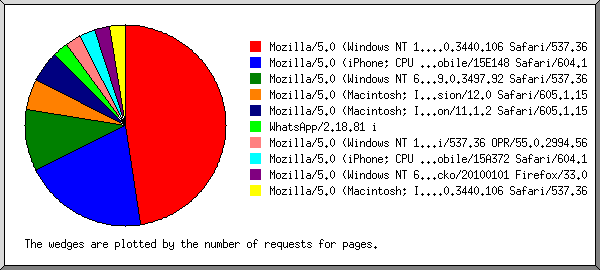 Mozilla/5.0 (Windows NT 1....0.3440.106 Safari/537.36
Mozilla/5.0 (iPhone; CPU ...obile/15E148 Safari/604.1
Mozilla/5.0 (Windows NT 6...9.0.3497.92 Safari/537.36
Mozilla/5.0 (Macintosh; I...sion/12.0 Safari/605.1.15
Mozilla/5.0 (Macintosh; I...on/11.1.2 Safari/605.1.15
WhatsApp/2.18.81 i
Mozilla/5.0 (Windows NT 1...i/537.36 OPR/55.0.2994.56
Mozilla/5.0 (iPhone; CPU ...obile/15A372 Safari/604.1
Mozilla/5.0 (Windows NT 6...cko/20100101 Firefox/33.0
Mozilla/5.0 (Macintosh; I....0.3440.106 Safari/537.36
The wedges are plotted by the number of requests for pages.